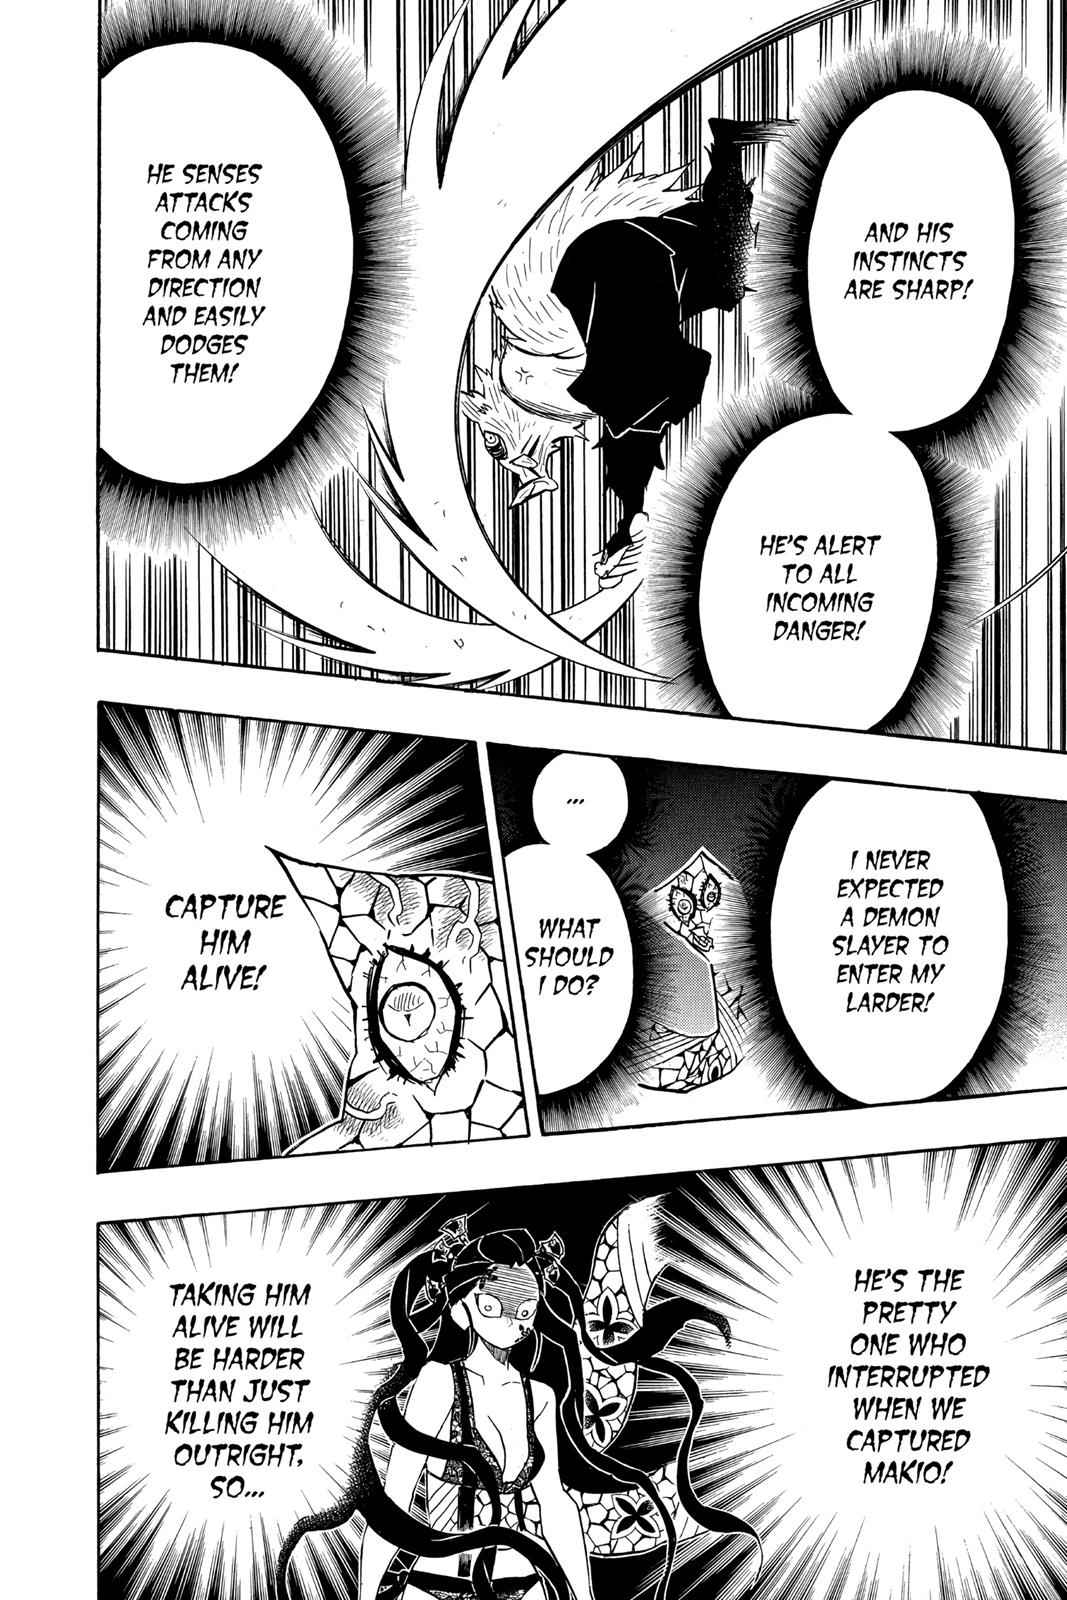 AND HIS
INSTINCTS
ARE SHARP!
HE'S ALERT
TO ALL
INCOMING
DANGER!
HE SENSES
ATTACKS
COMING
FROM ANY
DIRECTION
AND EASILY
DODGES
THEM!
I NEVER
EXPECTED
A DEMON
SLAYER TO
ENTER MY
LARDER!
...
WHAT
SHOULD
I DO?
CAPTURE
HIM
ALIVE!
HE'S THE
PRETTY
ONE WHO
INTERRUPTED
WHEN WE
CAPTURED
MAKIO!
TAKING HIM
ALIVE WILL
BE HARDER
THAN JUST
KILLING HIM
OUTRIGHT,
SO...